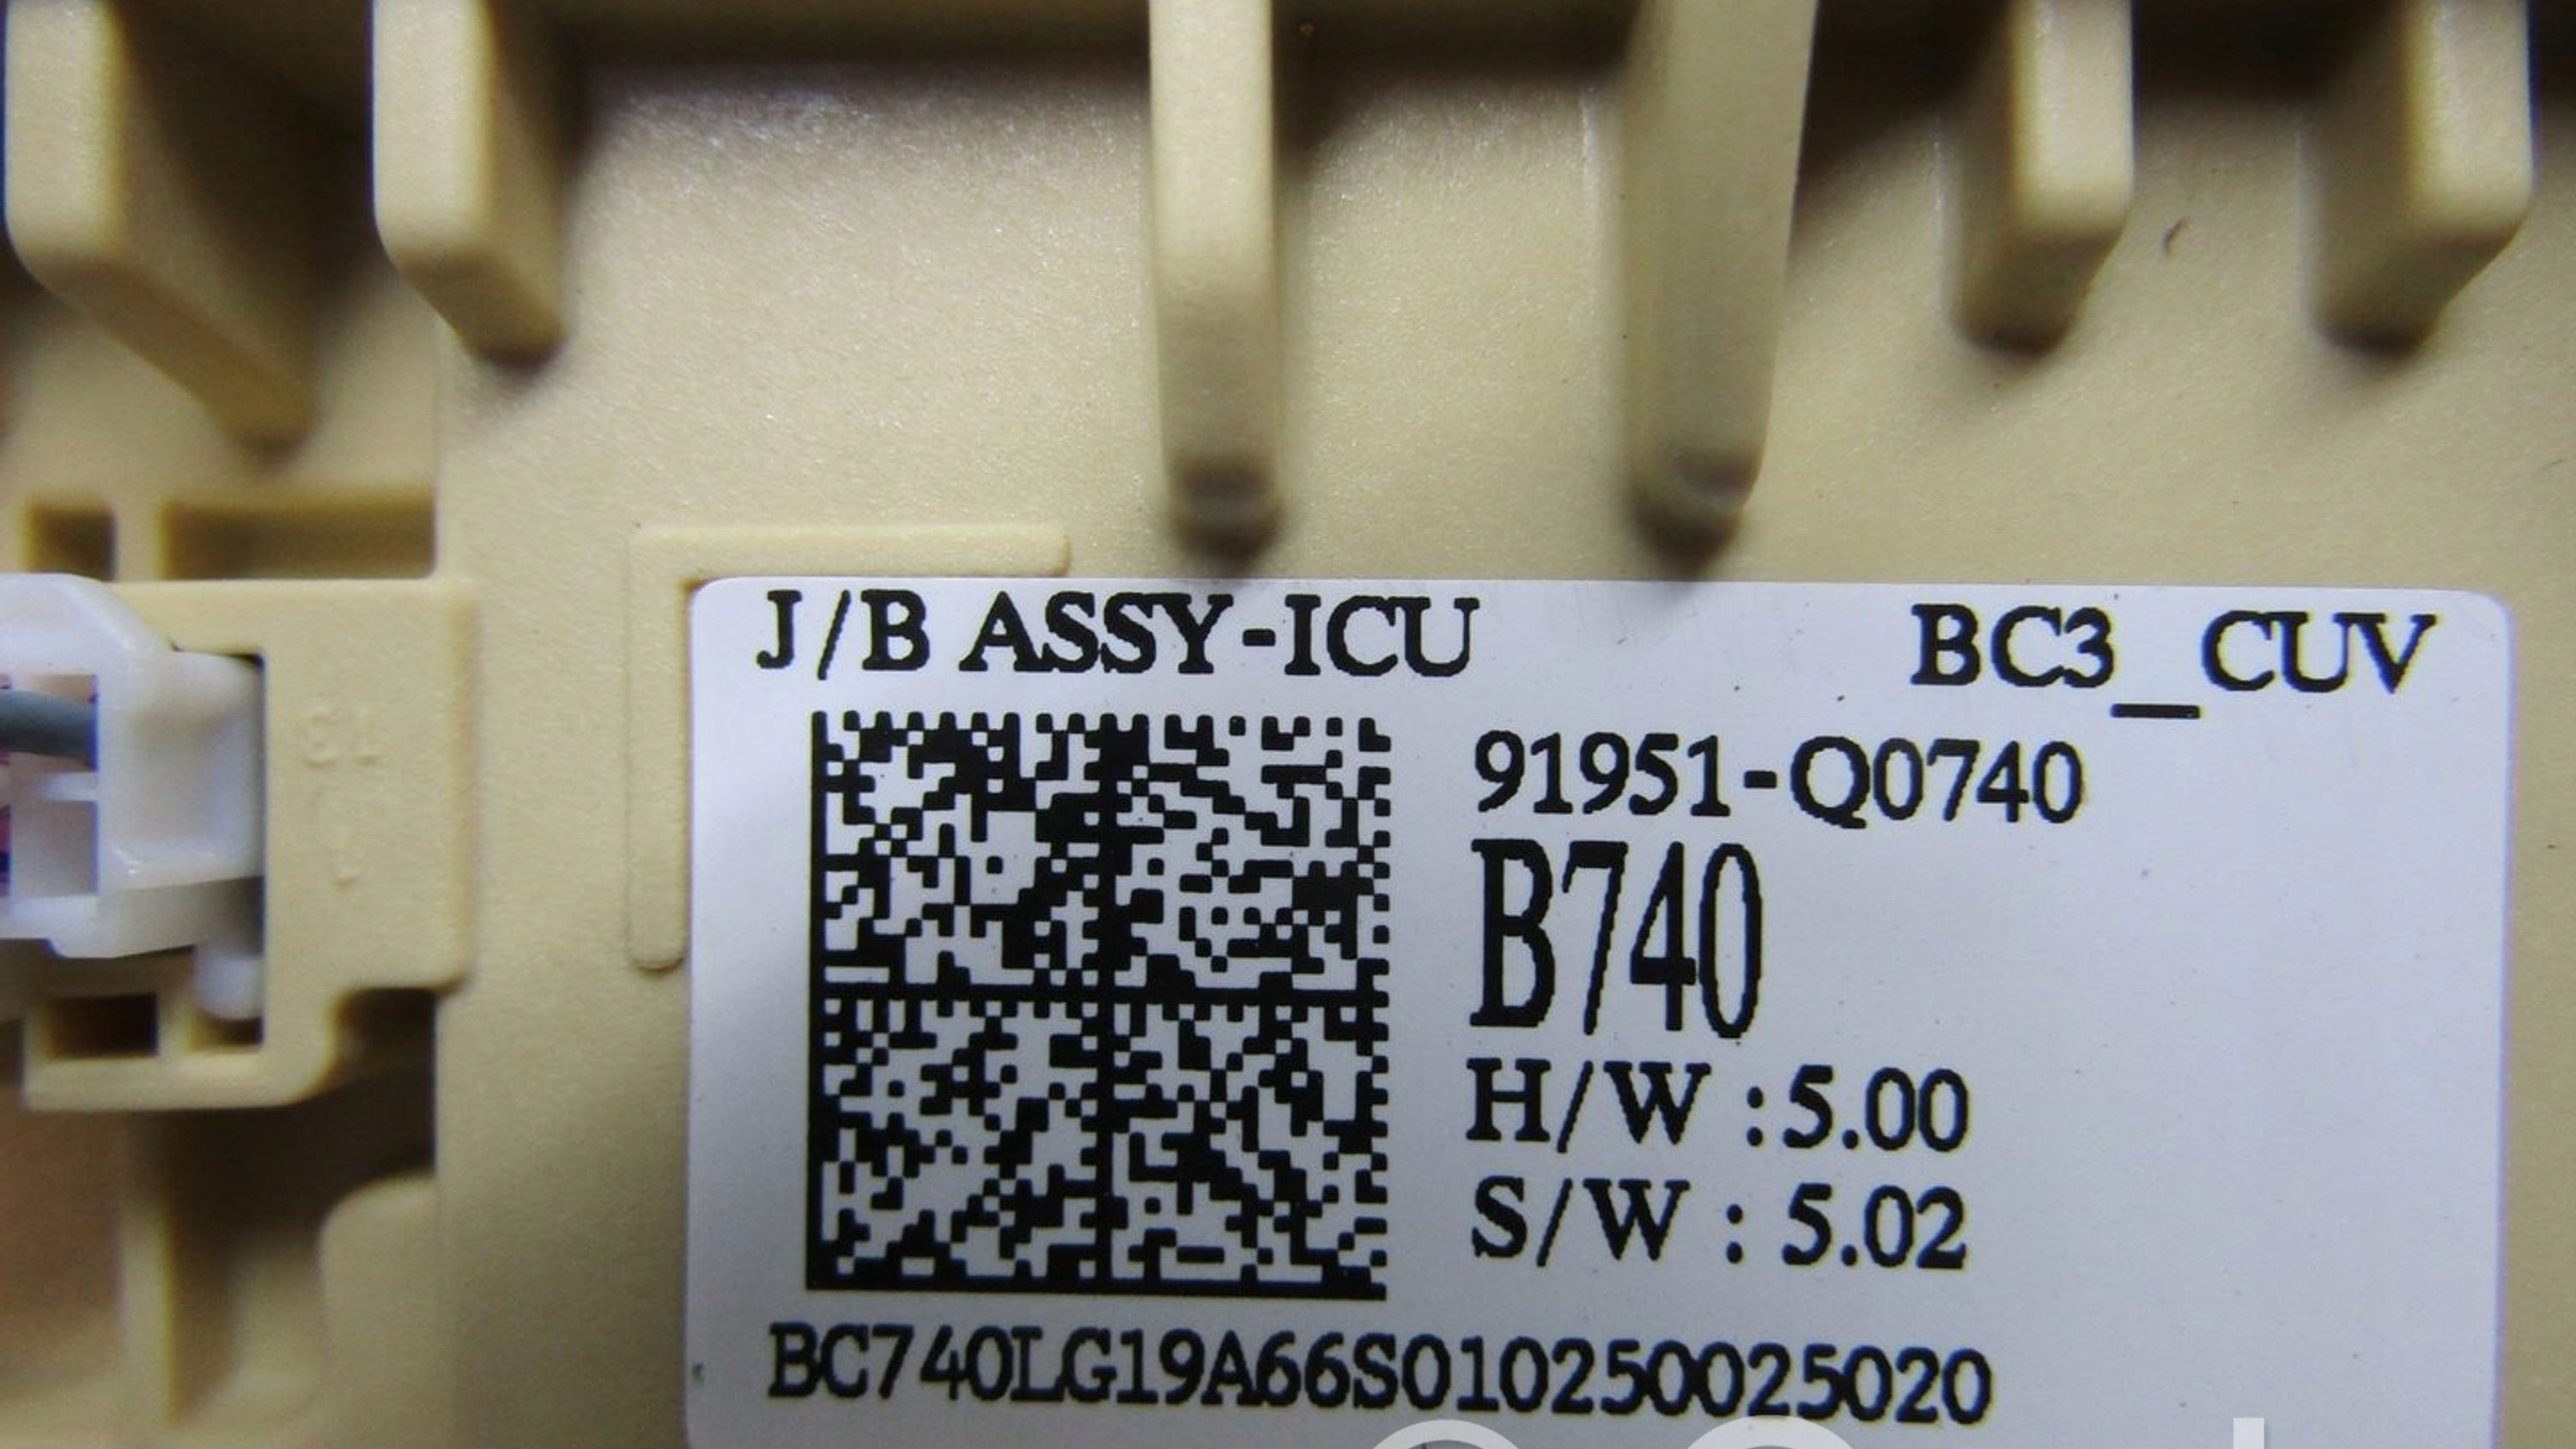 J/B ASSY-ICU BC3_CUV
91951-Q0740
B740
H/W :5.00
S/W : 5.02
BC740LG19A66S010250025020